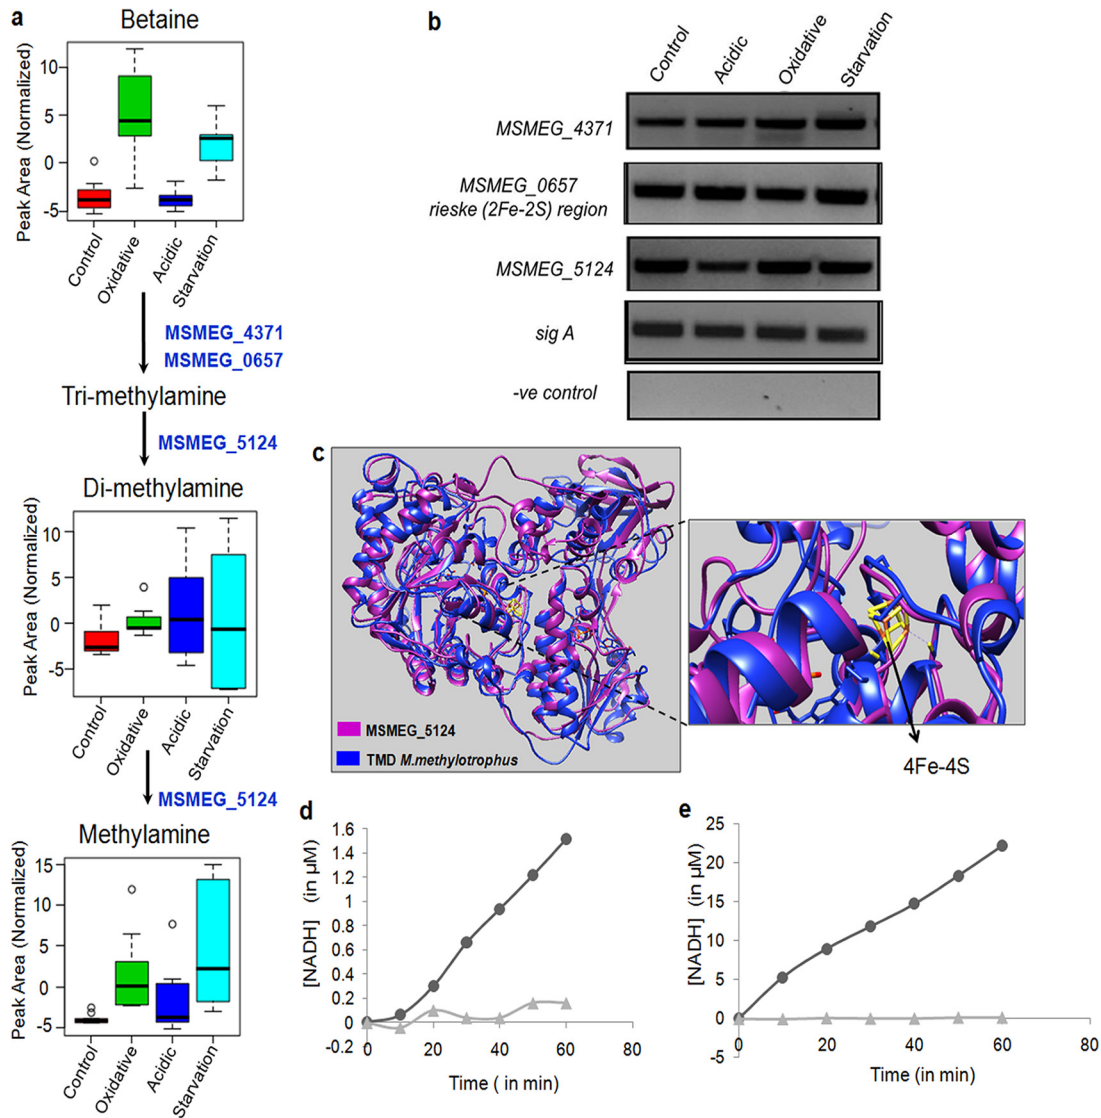 a
Betaine
Peak Area (Normalized)
10
5
0
-5
Control
Oxidative
Acidic
Starvation
MSMEG_4371
MSMEG_0657
Tri-methylamine
MSMEG_5124
Di-methylamine
Peak Area (Normalized)
10
5
0
-5
Control
Oxidative
Acidic
Starvation
MSMEG_5124
Methylamine
Peak Area (Normalized)
15
10
5
0
-5
Control
Oxidative
Acidic
Starvation
b
Control
Acidic
Oxidative
Starvation
MSMEG_4371
MSMEG_0657
rieske (2Fe-2S) region
MSMEG_5124
sig A
-ve control
c
MSMEG_5124
TMD M.methylotrophus
4Fe-4S
d
[NADH] (in µM)
1.6
1.4
1.2
1
0.8
0.6
0.4
0.2
0
-0.2
0 20 40 60 80
Time ( in min)
e
[NADH] (in µM)
25
20
15
10
5
0
-5
0 20 40 60 80
Time (in min)